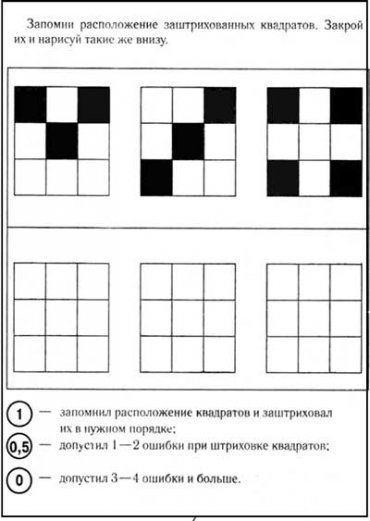 Запомни расположение заштрихованных квадратов. Закрой
их и нарисуй такие же внизу.
1 — запомнил расположение квадратов и заштриховал
их в нужном порядке;
0,5 — допустил 1—2 ошибки при штриховке квадратов;
0 — допустил 3—4 ошибки и больше.